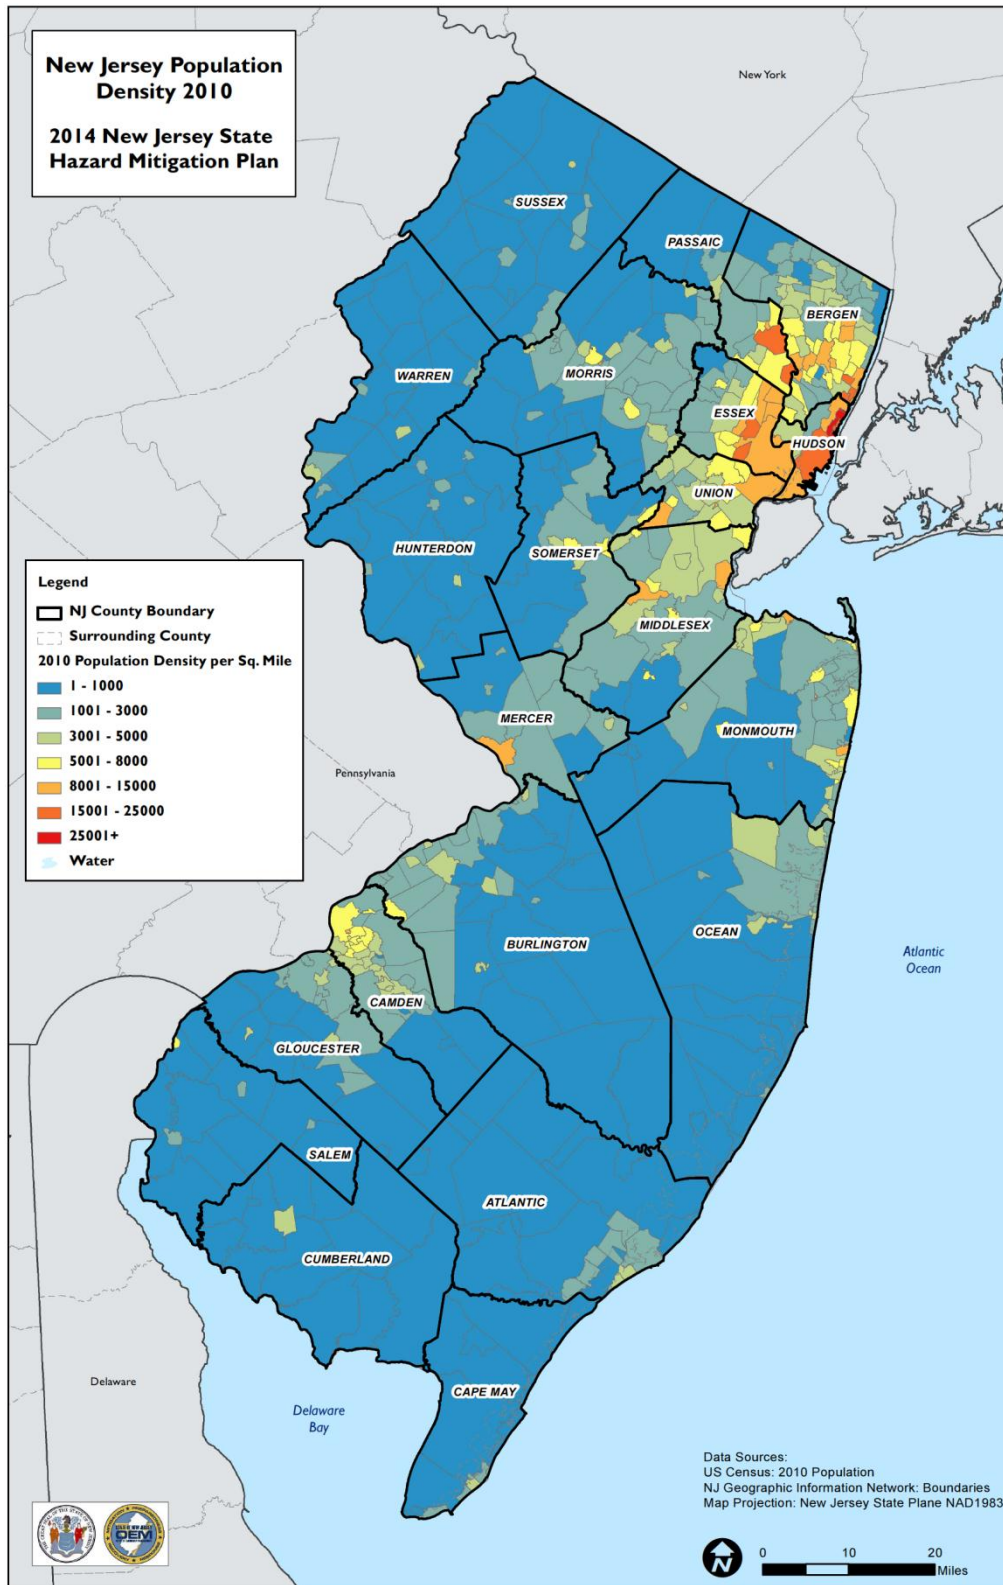 New Jersey Population
Density 2010
2014 New Jersey State
Hazard Mitigation Plan
New York
SUSSEX
PASSAIC
BERGEN
WARREN
MORRIS
ESSEX
HUDSON
UNION
HUNTERDON
SOMERSET
MIDDLESEX
MERCER
MONMOUTH
Pennsylvania
Legend
NJ County Boundary
Surrounding County
2010 Population Density per Sq. Mile
1 - 1000
1001 - 3000
3001 - 5000
5001 - 8000
8001 - 15000
15001 - 25000
25001+
Water
OCEAN
BURLINGTON
Atlantic
Ocean
CAMDEN
GLOUCESTER
SALEM
ATLANTIC
CUMBERLAND
CAPE MAY
Delaware
Delaware
Bay
Data Sources:
US Census: 2010 Population
NJ Geographic Information Network: Boundaries
Map Projection: New Jersey State Plane NAD1983
OEM
N
0 10 20
Miles